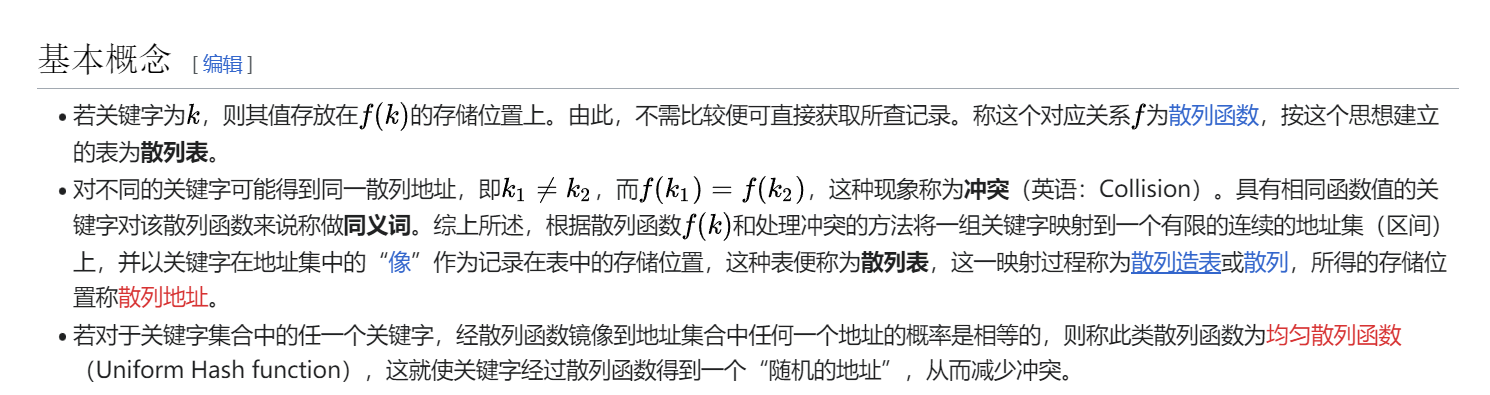 基本概念 [编辑]
• 若关键字为k，则其值存放在f(k)的存储位置上。由此，不需比较便可直接获取所查记录。称这个对应关系f为散列函数，按这个思想建立
的表为散列表。
• 对不同的关键字可能得到同一散列地址，即k₁ ≠ k₂，而f(k₁) = f(k₂)，这种现象称为冲突（英语：Collision）。具有相同函数值的关
键字对该散列函数来说称做同义词。综上所述，根据散列函数f(k)和处理冲突的方法将一组关键字映射到一个有限的连续的地址集（区间）
上，并以关键字在地址集中的“像”作为记录在表中的存储位置，这种表便称为散列表，这一映射过程称为散列造表或散列，所得的存储位
置称散列地址。
• 若对于关键字集合中的任一个关键字，经散列函数镜像到地址集合中任何一个地址的概率是相等的，则称此类散列函数为均匀散列函数
（Uniform Hash function），这就使关键字经过散列函数得到一个“随机的地址”，从而减少冲突。